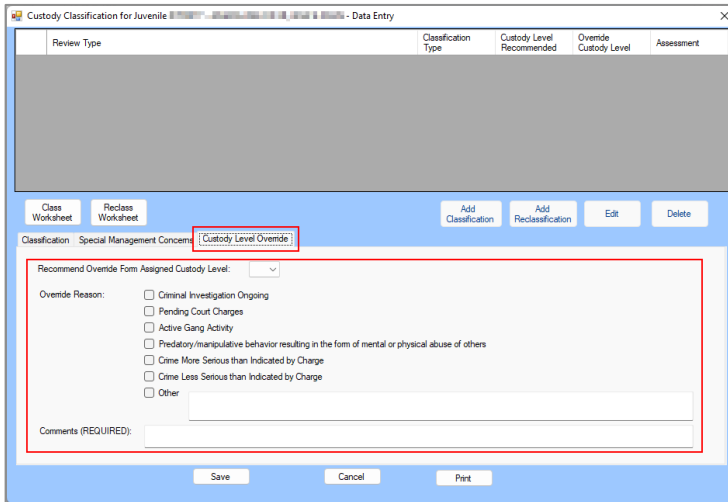 Custody Classification for Juvenile - Data Entry
Review Type Classification Type Custody Level Recommended Override Custody Level Assessment
Class Worksheet Reclass Worksheet Add Classification Add Reclassification Edit Delete
Classification Special Management Concerns Custody Level Override
Recommend Override Form Assigned Custody Level:
Override Reason: Criminal Investigation Ongoing
Pending Court Charges
Active Gang Activity
Predatory/manipulative behavior resulting in the form of mental or physical abuse of others
Crime More Serious than Indicated by Charge
Crime Less Serious than Indicated by Charge
Other
Comments (REQUIRED):
Save Cancel Print